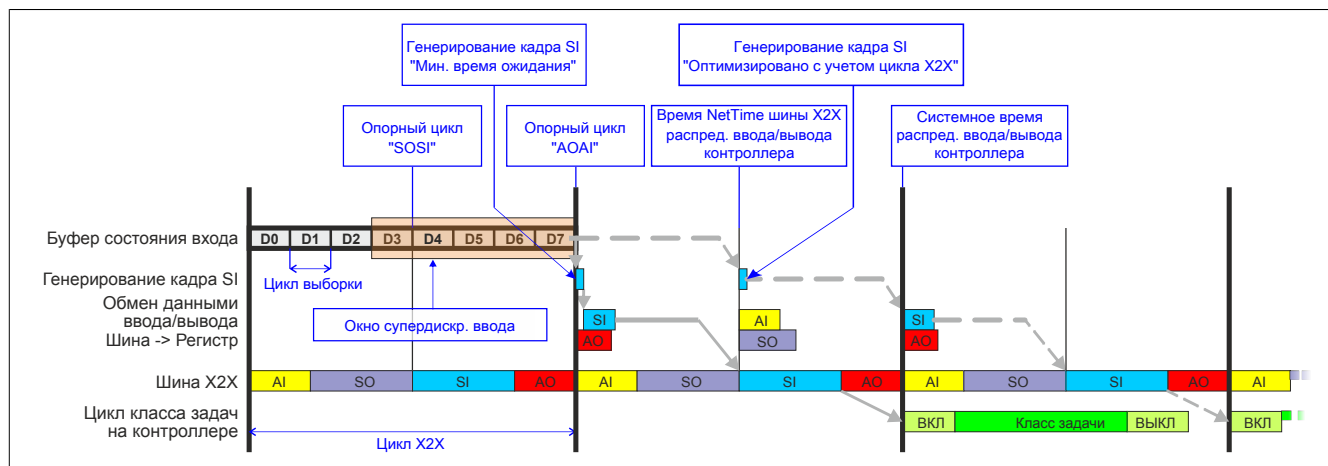 Генерирование кадра SI
"Мин. время ожидания"
Генерирование кадра SI
"Оптимизировано с учетом цикла X2X"
Опорный цикл
"SOSI"
Опорный цикл
"AOAI"
Время NetTime шины X2X
распред. ввода/вывода
контроллера
Системное время
распред. ввода/вывода
контроллера
Буфер состояния входа
D0 D1 D2 D3 D4 D5 D6 D7
Генерирование кадра SI
Цикл выборки
Обмен данными
ввода/вывода
Шина -> Регистр
Окно супердискр. ввода
SI AI SI
AO SO AO
Шина X2X
AI SO SI AO AI SO SI AO AI SO SI AO AI
Цикл класса задач
на контроллере
ВКЛ Класс задачи ВЫКЛ ВКЛ
Цикл X2X